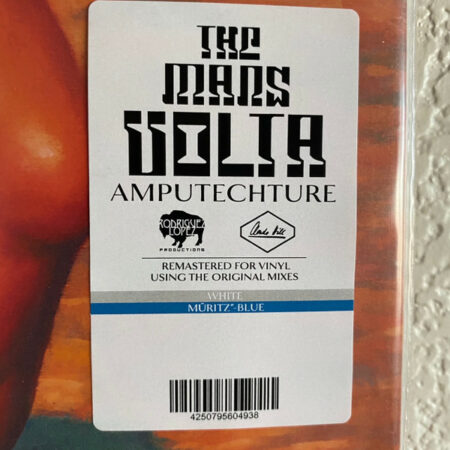 THE
MARS
VOLTA
AMPUTECHTURE
RODRIGUEZ
LOPEZ
PRODUCTIONS
REMASTERED FOR VINYL
USING THE ORIGINAL MIXES
WHITE
MÜRITZ"-BLUE
4250795604938